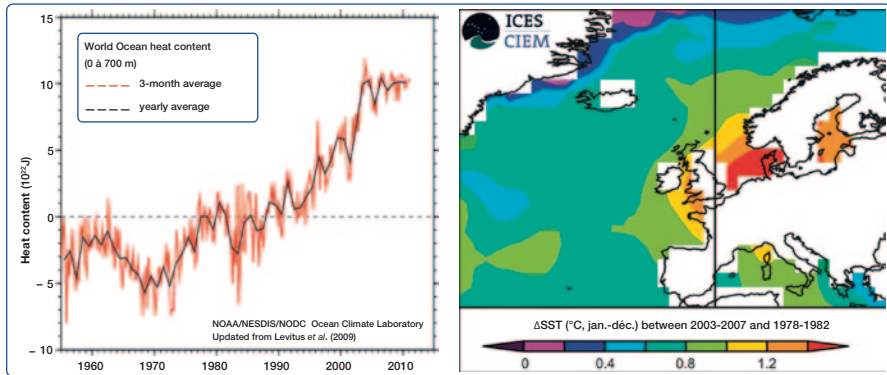 World Ocean heat content
(0 à 700 m)
3-month average
yearly average
Heat content (10²²J)
15
10
5
0
– 5
– 10
1960
1970
1980
1990
2000
2010
NOAA/NESDIS/NODC Ocean Climate Laboratory
Updated from Levitus et al. (2009)
ICES
CIEM
ΔSST (°C, jan.-déc.) between 2003-2007 and 1978-1982
0
0.4
0.8
1.2